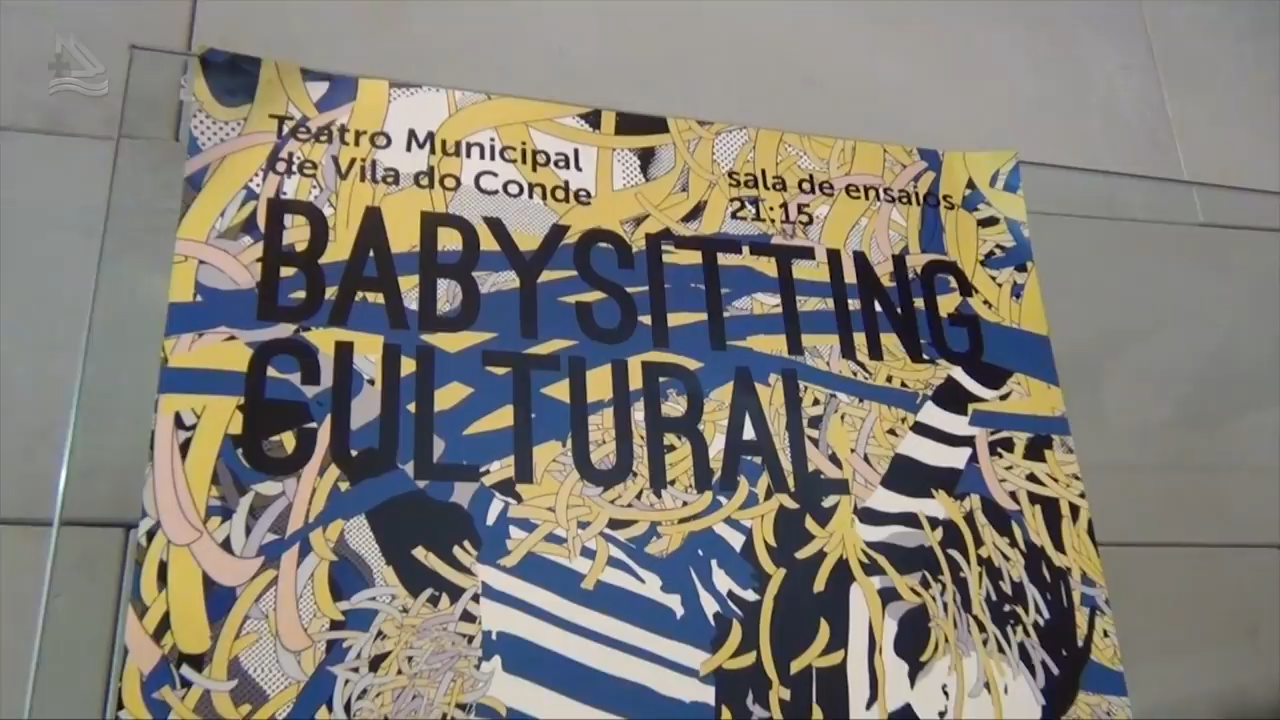 Teatro Municipal
de Vila do Conde
sala de ensaios
21:15
BABYSITTING
CULTURAL